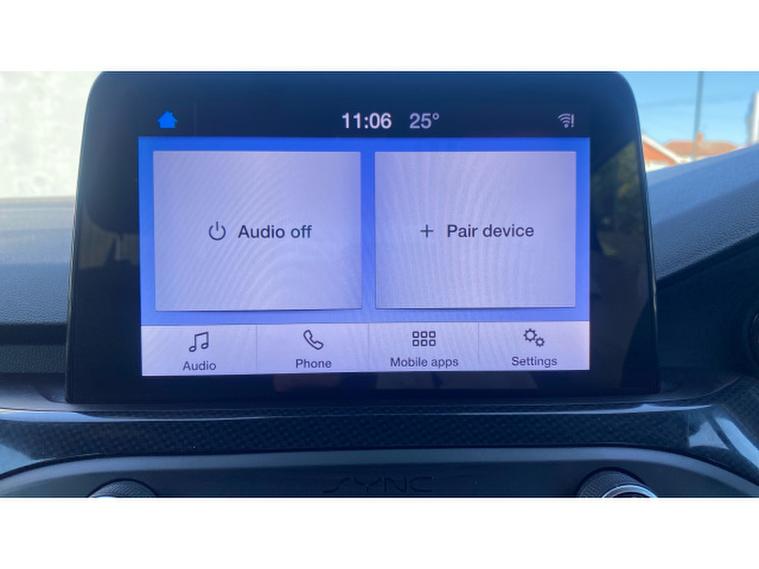 11:06 25°
Audio off
+ Pair device
Audio
Phone
Mobile apps
Settings
SYNC